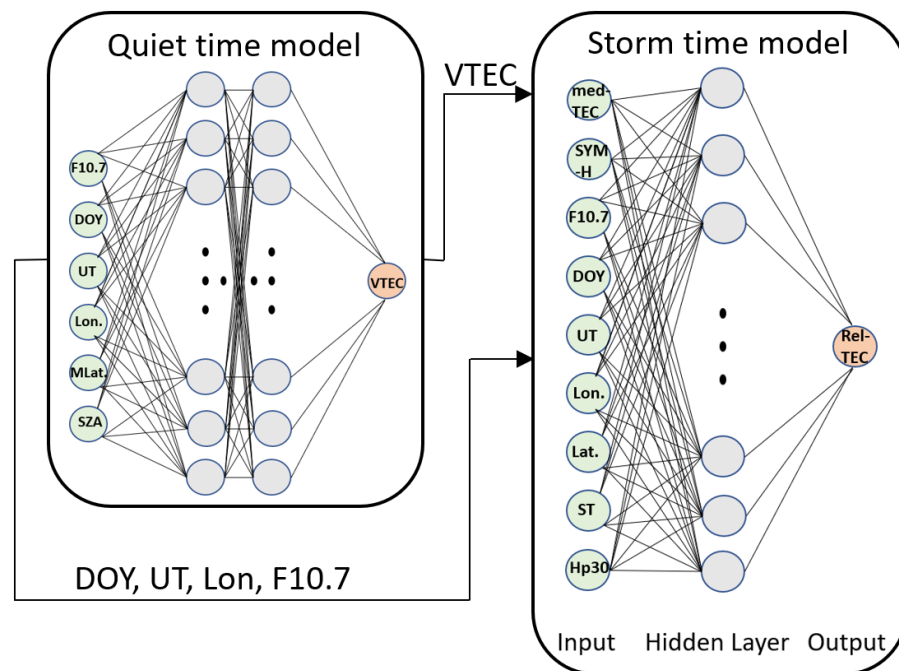 Quiet time model
F10.7
DOY
UT
Lon.
MLat.
SZA
VTEC
VTEC
DOY, UT, Lon, F10.7
Storm time model
med-
TEC
SYM
-H
F10.7
DOY
UT
Lon.
Lat.
ST
Hp30
Rel-
TEC
Input
Hidden Layer
Output